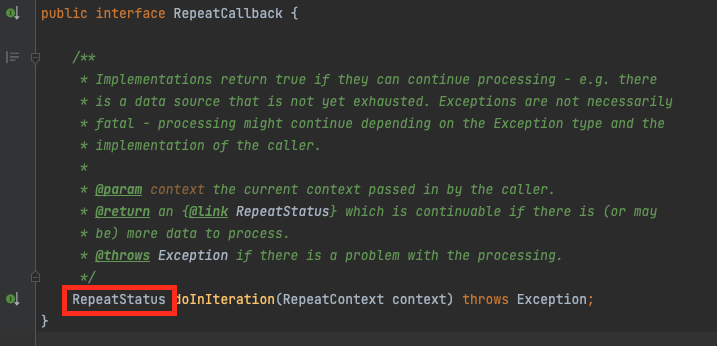 public interface RepeatCallback {
/**
* Implementations return true if they can continue processing - e.g. there
* is a data source that is not yet exhausted. Exceptions are not necessarily
* fatal - processing might continue depending on the Exception type and the
* implementation of the caller.
*
* @param context the current context passed in by the caller.
* @return an {@link RepeatStatus} which is continuable if there is (or may
* be) more data to process.
* @throws Exception if there is a problem with the processing.
*/
RepeatStatus doInIteration(RepeatContext context) throws Exception;
}